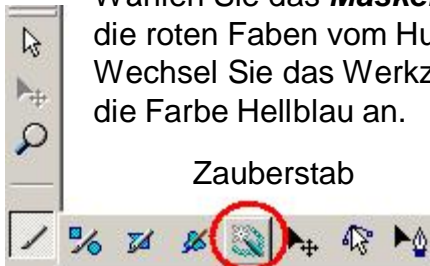 Wählen Sie das
die roten Faben vom
Wechsel Sie das
die Farbe Hellblau an.
Zauberstab